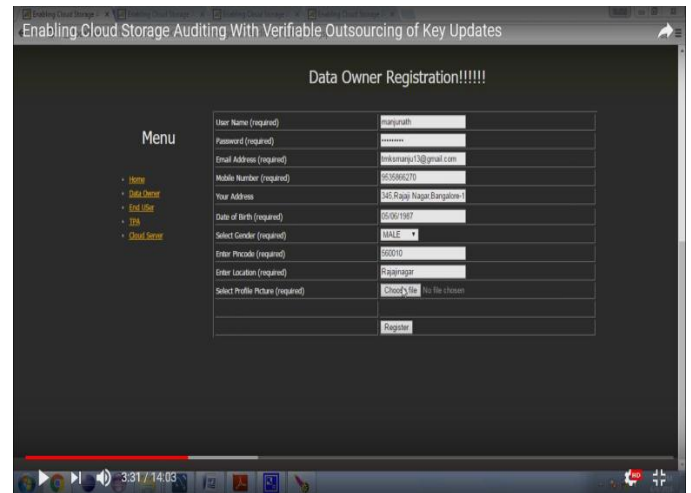 Enabling Cloud Storage Auditing With Verifiable Outsourcing of Key Updates
Data Owner Registration!!!!!!
Menu
Home
Data Owner
End USer
TPA
Cloud Server
User Name (required) manjunath
Password (required) •••••••••
Email Address (required) tmksmanju13@gmail.com
Mobile Number (required) 9535866270
Your Address 345,Rajaji Nagar,Bangalore-1
Date of Birth (required) 05/06/1987
Select Gender (required) MALE
Enter Pincode (required) 560010
Enter Location (required) Rajajinagar
Select Profile Picture (required) Choose file No file chosen
Register
3:31 / 14:03
HD